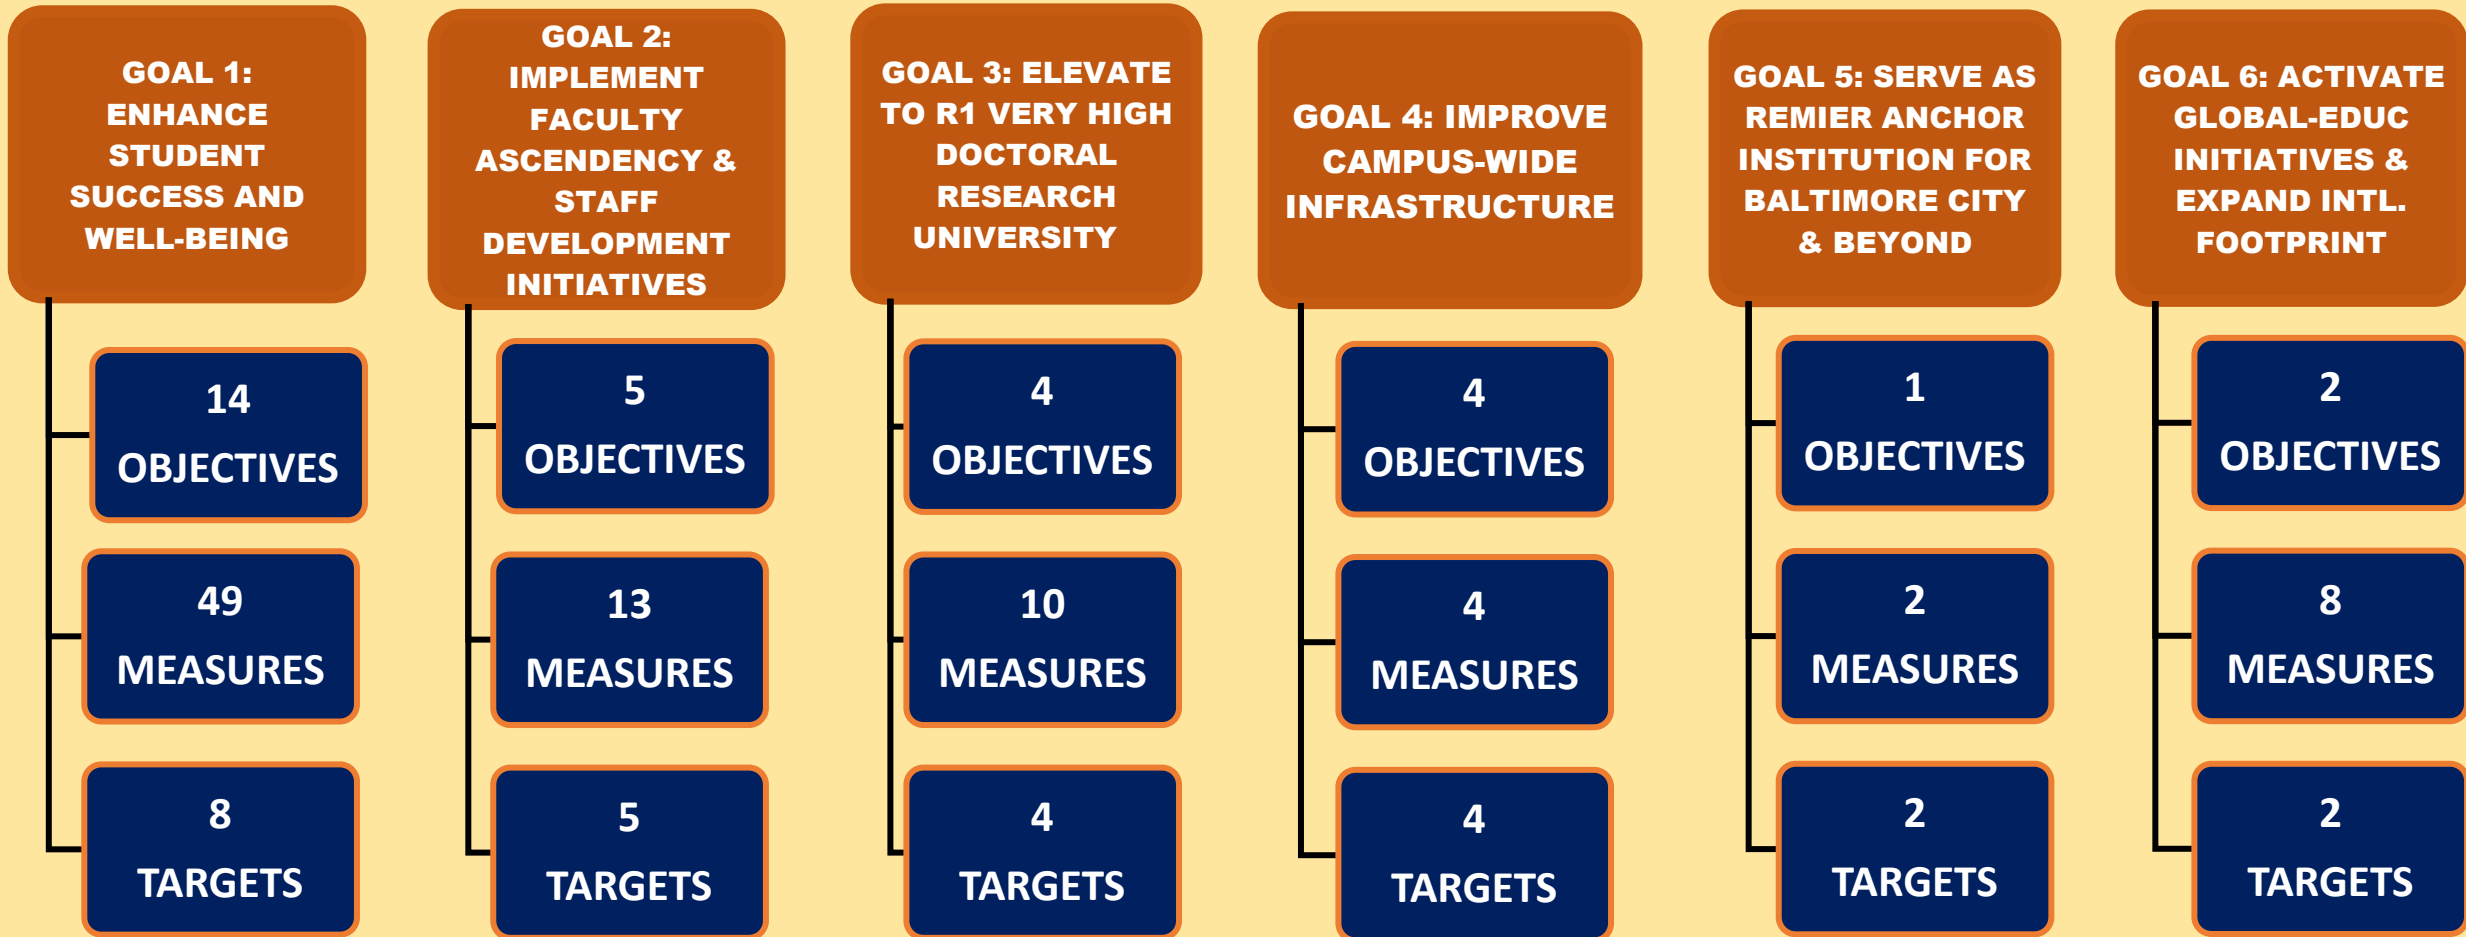 GOAL 1:
ENHANCE
STUDENT
SUCCESS AND
WELL-BEING
14
OBJECTIVES
49
MEASURES
8
TARGETS
GOAL 2:
IMPLEMENT
FACULTY
ASCENDENCY &
STAFF
DEVELOPMENT
INITIATIVES
5
OBJECTIVES
13
MEASURES
5
TARGETS
GOAL 3: ELEVATE
TO R1 VERY HIGH
DOCTORAL
RESEARCH
UNIVERSITY
4
OBJECTIVES
10
MEASURES
4
TARGETS
GOAL 4: IMPROVE
CAMPUS-WIDE
INFRASTRUCTURE
4
OBJECTIVES
4
MEASURES
4
TARGETS
GOAL 5: SERVE AS
REMIER ANCHOR
INSTITUTION FOR
BALTIMORE CITY
& BEYOND
1
OBJECTIVES
2
MEASURES
2
TARGETS
GOAL 6: ACTIVATE
GLOBAL-EDUC
INITIATIVES &
EXPAND INTL.
FOOTPRINT
2
OBJECTIVES
8
MEASURES
2
TARGETS